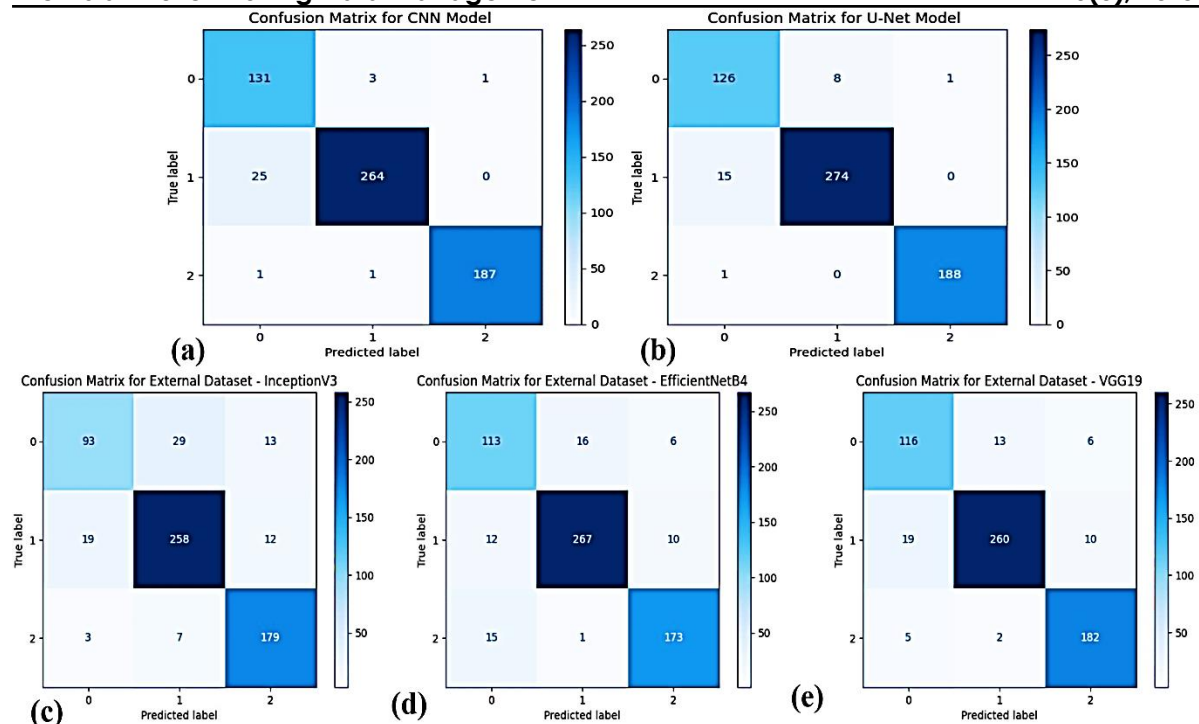 Confusion Matrix for CNN Model
0 131 3 1
1 25 264 0
2 1 1 187
True label
0 1 2
Predicted label
250
200
150
100
50
0
(a)
Confusion Matrix for U-Net Model
0 126 8 1
1 15 274 0
2 1 0 188
True label
0 1 2
Predicted label
250
200
150
100
50
0
(b)
Confusion Matrix for External Dataset - InceptionV3
0 93 29 13
1 19 258 12
2 3 7 179
True label
0 1 2
Predicted label
250
200
150
100
50
(c)
Confusion Matrix for External Dataset - EfficientNetB4
0 113 16 6
1 12 267 10
2 15 1 173
True label
0 1 2
Predicted label
250
200
150
100
50
(d)
Confusion Matrix for External Dataset - VGG19
0 116 13 6
1 19 260 10
2 5 2 182
True label
0 1 2
Predicted label
250
200
150
100
50
(e)